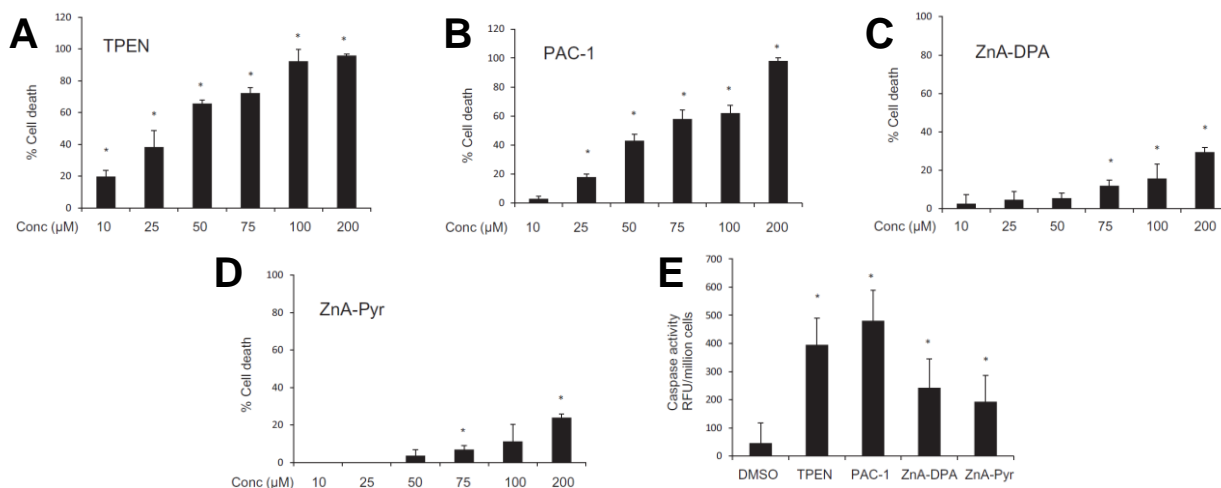 A
TPEN
% Cell death
120
100
80
60
40
20
0
* * * * * *
Conc (µM) 10 25 50 75 100 200
B
PAC-1
% Cell death
120
100
80
60
40
20
0
* * * * *
Conc (µM) 10 25 50 75 100 200
C
ZnA-DPA
% Cell death
100
80
60
40
20
0
* * *
Conc (µM) 10 25 50 75 100 200
D
ZnA-Pyr
% Cell death
100
80
60
40
20
0
* *
Conc (µM) 10 25 50 75 100 200
E
Caspase activity
RFU/million cells
700
600
500
400
300
200
100
0
* * * *
DMSO TPEN PAC-1 ZnA-DPA ZnA-Pyr